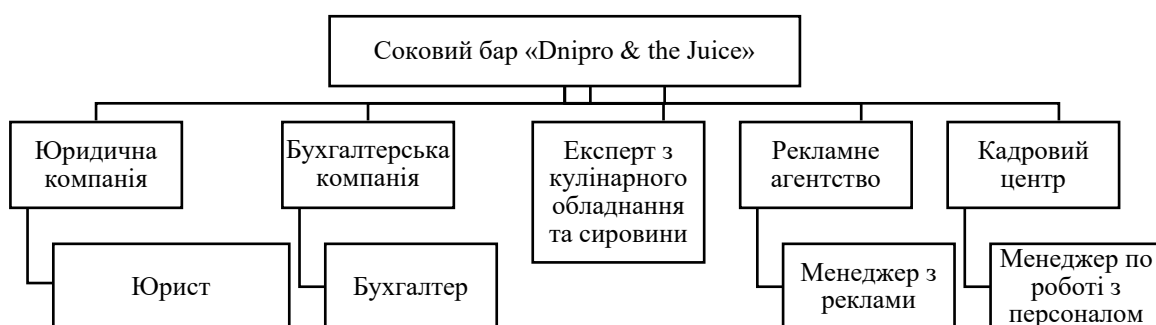 Соковий бар «Dnipro & the Juice»
Юридична
компанія
Бухгалтерська
компанія
Експерт з
кулінарного
обладнання
та сировини
Рекламне
агентство
Кадровий
центр
Юрист
Бухгалтер
Менеджер з
реклами
Менеджер по
роботі з
персоналом